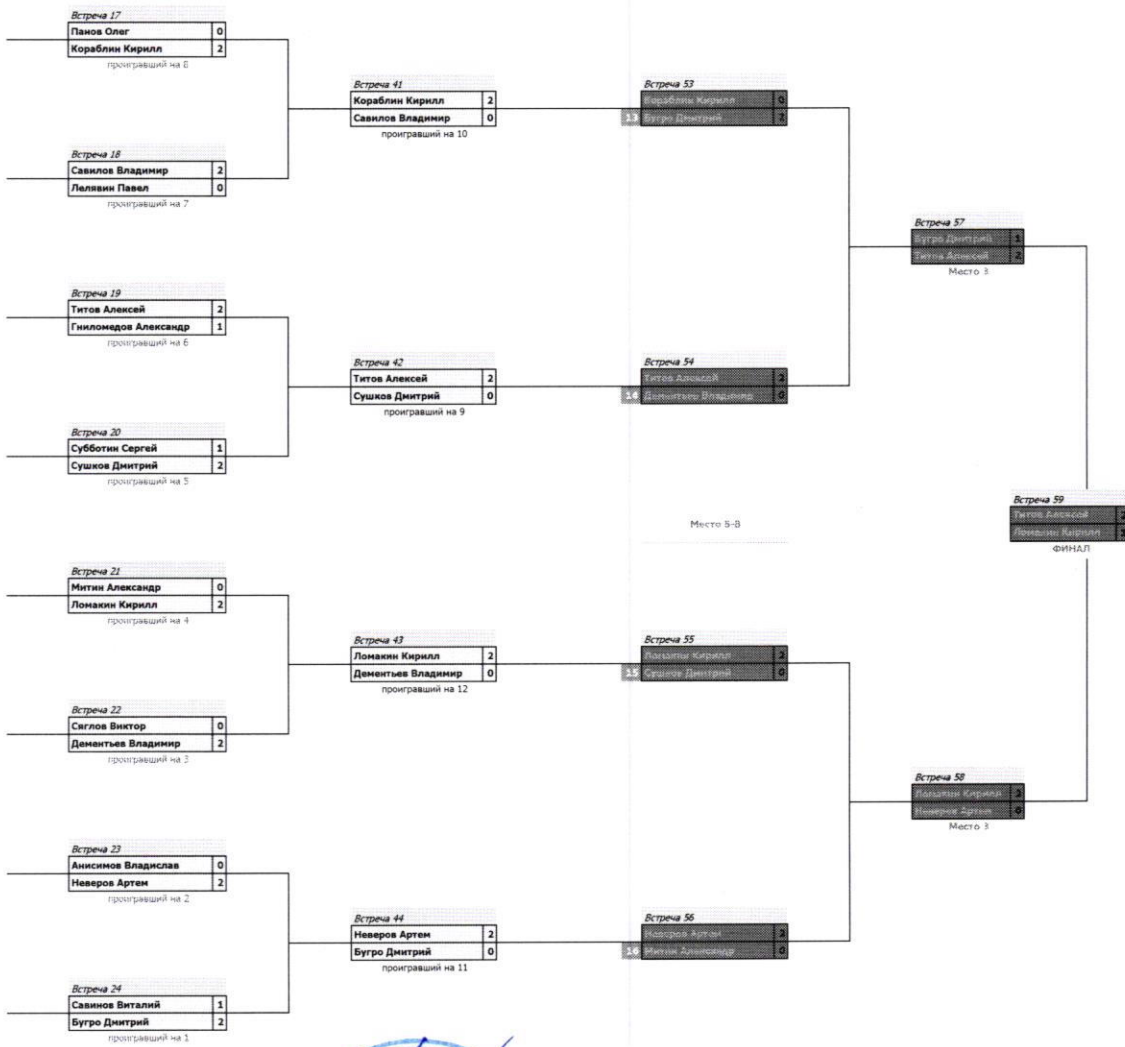 Встреча 17
Панов Олег 0
Кораблин Кирилл 2
проигравший на 8
Встреча 18
Савилов Владимир 2
Лелявин Павел 0
проигравший на 7
Встреча 19
Титов Алексей 2
Гниломедов Александр 1
проигравший на 6
Встреча 20
Субботин Сергей 1
Сушков Дмитрий 2
проигравший на 5
Встреча 21
Митин Александр 0
Ломакин Кирилл 2
проигравший на 4
Встреча 22
Сяглов Виктор 0
Дементьев Владимир 2
проигравший на 3
Встреча 23
Анисимов Владислав 0
Неверов Артем 2
проигравший на 2
Встреча 24
Савинов Виталий 1
Бугро Дмитрий 2
проигравший на 1
Встреча 41
Кораблин Кирилл 2
Савилов Владимир 0
проигравший на 10
Встреча 42
Титов Алексей 2
Сушков Дмитрий 0
проигравший на 9
Встреча 43
Ломакин Кирилл 2
Дементьев Владимир 0
проигравший на 12
Встреча 44
Неверов Артем 2
Бугро Дмитрий 0
проигравший на 11
Встреча 53
Кораблин Кирилл 0
13 Бугро Дмитрий 2
Встреча 54
Титов Алексей 2
14 Дементьев Владимир 0
Место 5-8
Встреча 55
Ломакин Кирилл 2
15 Сушков Дмитрий 0
Встреча 56
Неверов Артем 2
16 Митин Александр 0
Встреча 57
Бугро Дмитрий 1
Титов Алексей 2
Место 3
Встреча 58
Ломакин Кирилл 2
Неверов Артем 0
Место 3
Встреча 59
Титов Алексей
Ломакин Кирилл
ФИНАЛ